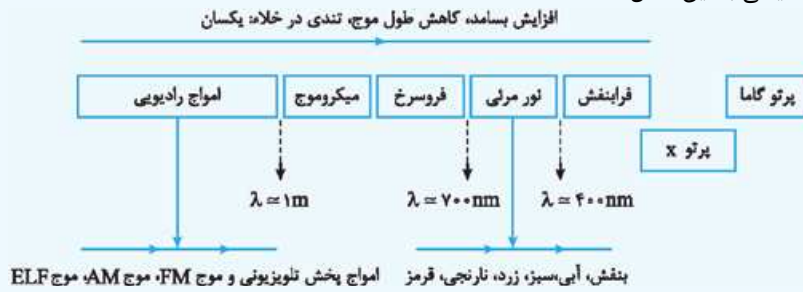 افزایش بسامد، کاهش طول موج، تندی در خلاء: یکسان
امواج رادیویی
میکروموج
فروسرخ
نور مرئی
فرابنفش
پرتو x
پرتو گاما
λ ≃ ۱m
λ ≃ ۷۰۰nm
λ ≃ ۴۰۰nm
امواج پخش تلویزیونی و موج FM، موج AM، موج ELF
بنفش، آبی،سبز، زرد، نارنجی، قرمز